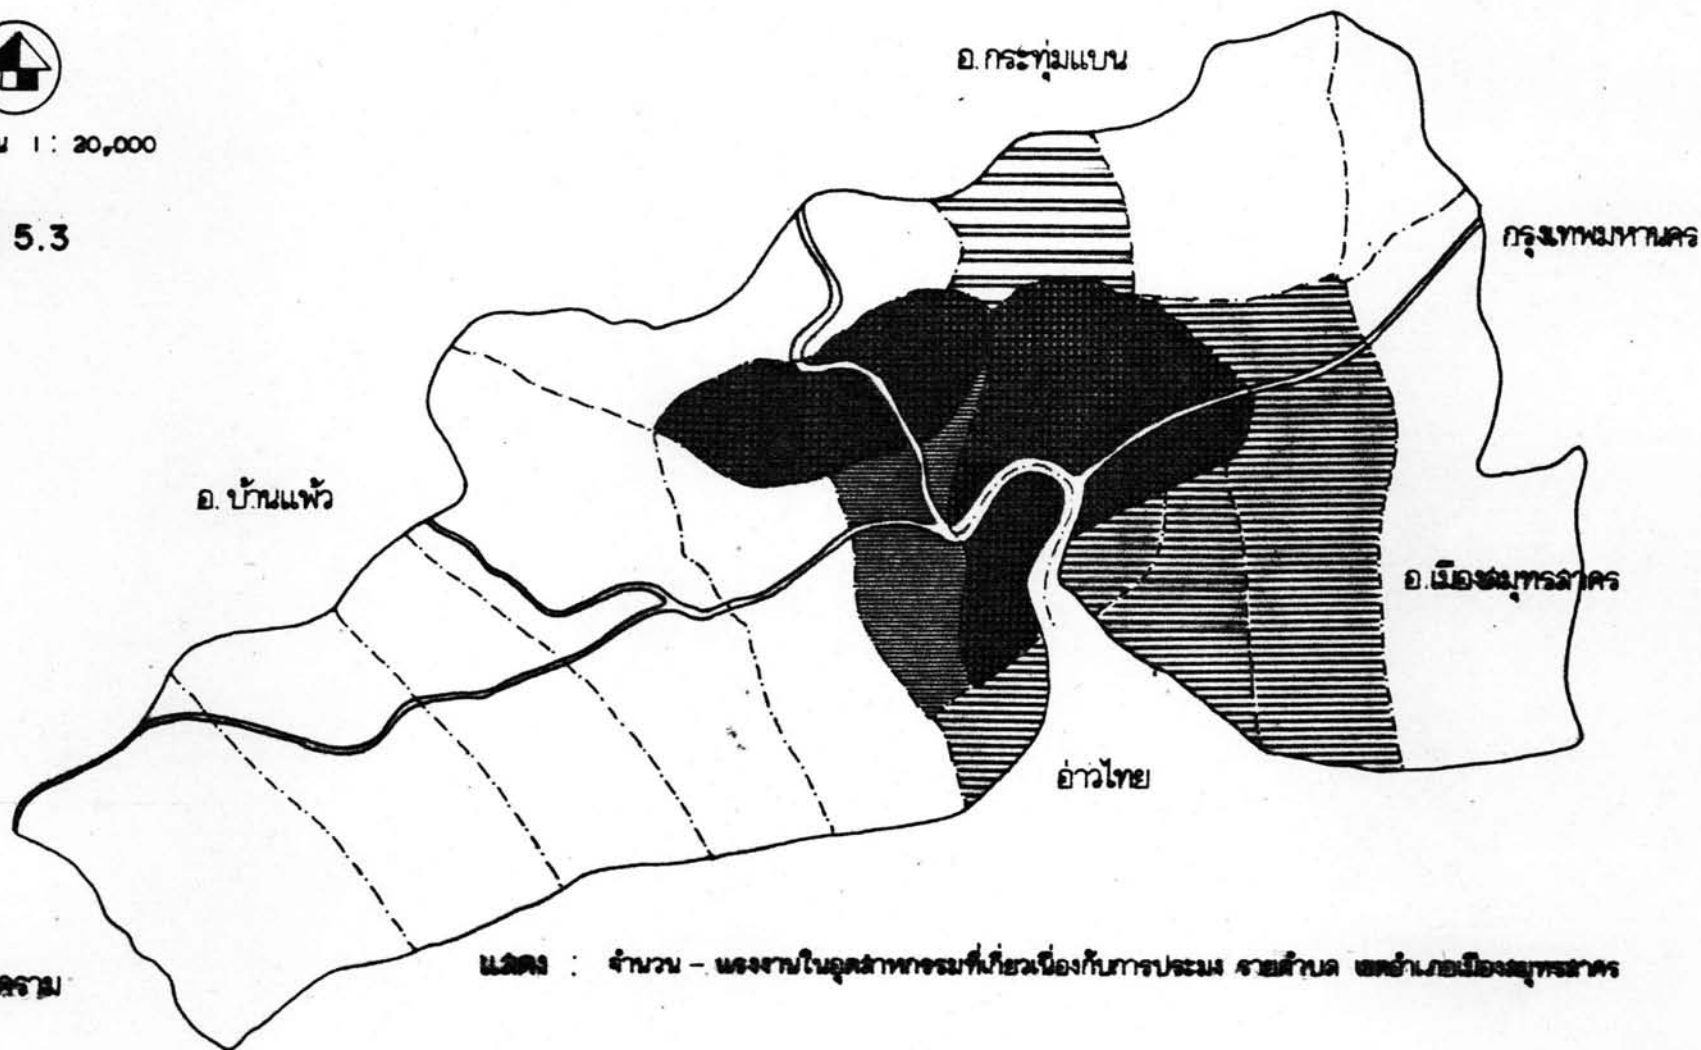 อ.กระทุ่มแบน
1 : 20,000
5.3
กรุงเทพมหานคร
อ. บ้านแพ้ว
อ.เมืองสมุทรสาคร
อ่าวไทย
แสดง : จำนวน - แรงงานในอุตสาหกรรมที่เกี่ยวเนื่องกับการประมง รายตำบล เขตอำเภอเมืองสมุทรสาคร